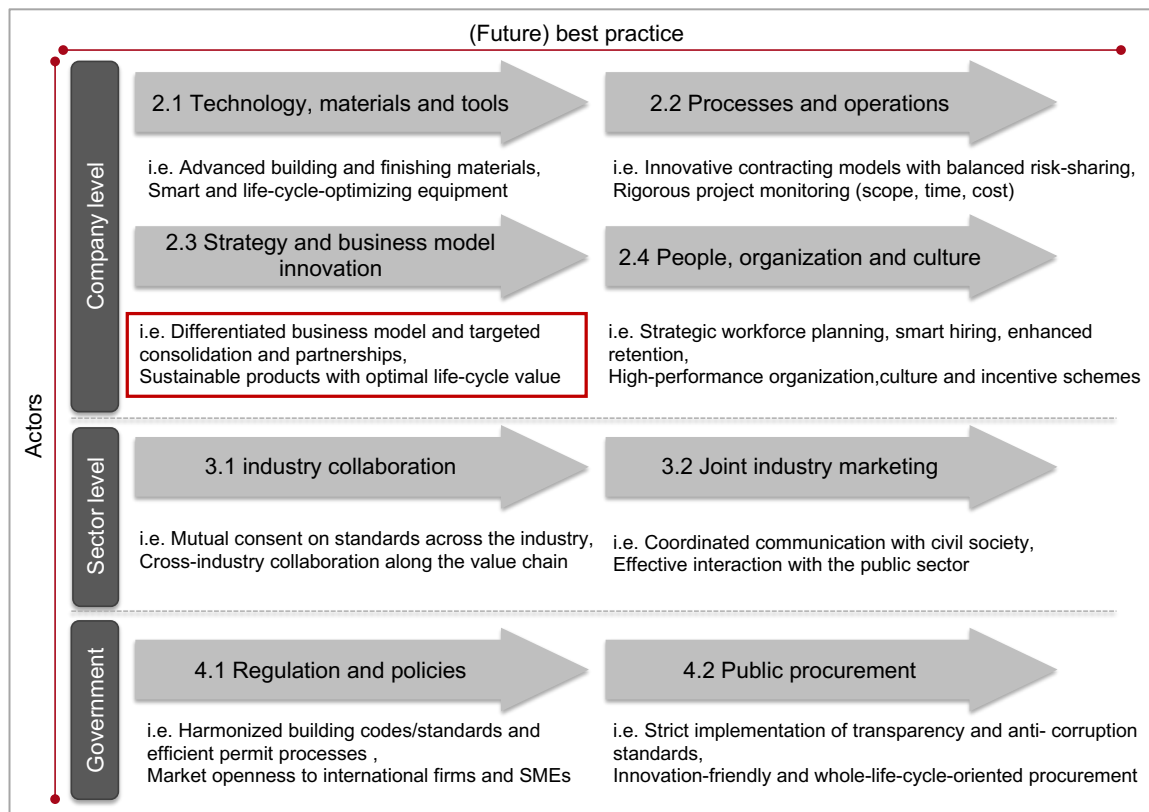 (Future) best practice
Actors
Company level
2.1 Technology, materials and tools
i.e. Advanced building and finishing materials,
Smart and life-cycle-optimizing equipment
2.2 Processes and operations
i.e. Innovative contracting models with balanced risk-sharing,
Rigorous project monitoring (scope, time, cost)
2.3 Strategy and business model
innovation
i.e. Differentiated business model and targeted
consolidation and partnerships,
Sustainable products with optimal life-cycle value
2.4 People, organization and culture
i.e. Strategic workforce planning, smart hiring, enhanced
retention,
High-performance organization,culture and incentive schemes
Sector level
3.1 industry collaboration
i.e. Mutual consent on standards across the industry,
Cross-industry collaboration along the value chain
3.2 Joint industry marketing
i.e. Coordinated communication with civil society,
Effective interaction with the public sector
Government
4.1 Regulation and policies
i.e. Harmonized building codes/standards and
efficient permit processes ,
Market openness to international firms and SMEs
4.2 Public procurement
i.e. Strict implementation of transparency and anti- corruption
standards,
Innovation-friendly and whole-life-cycle-oriented procurement